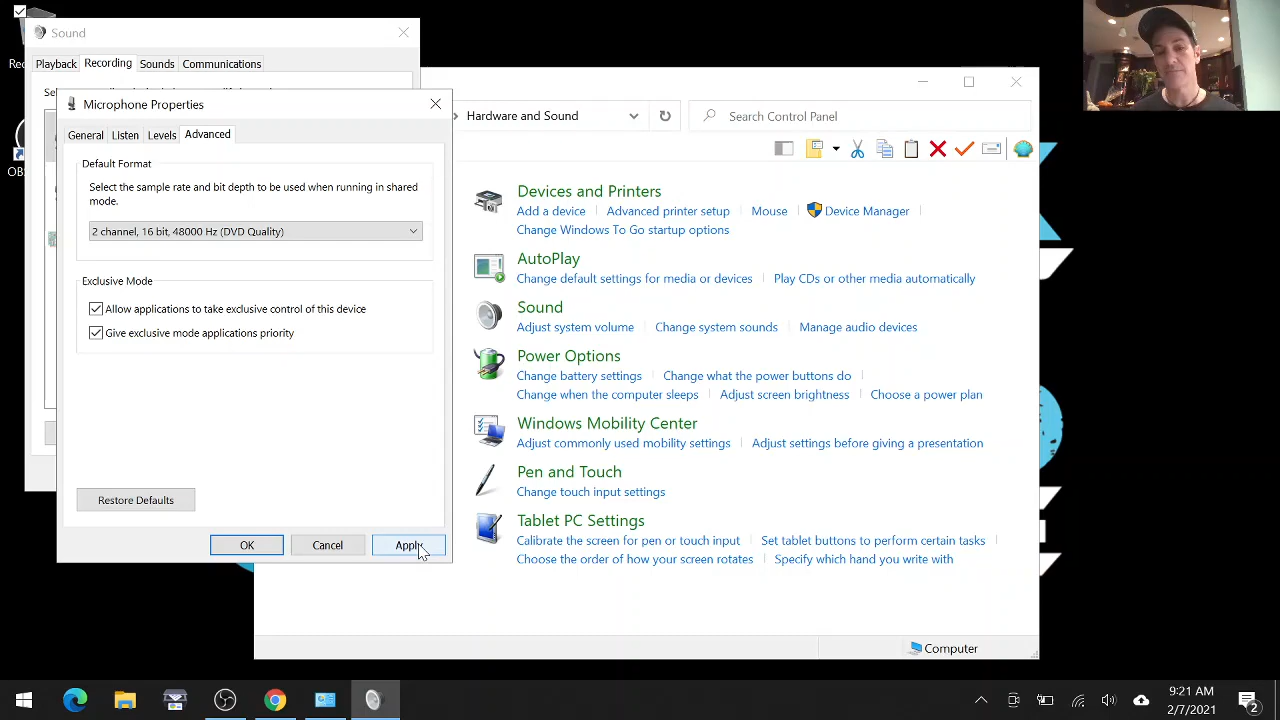 Sound
Playback
Recording
Sounds
Communications
Microphone Properties
General
Listen
Levels
Advanced
Default Format
Select the sample rate and bit depth to be used when running in shared
mode.
2 channel, 16 bit, 48000 Hz (DVD Quality)
Exclusive Mode
Allow applications to take exclusive control of this device
Give exclusive mode applications priority
Restore Defaults
OK
Cancel
Apply
Hardware and Sound
Search Control Panel
Devices and Printers
Add a device
Advanced printer setup
Mouse
Device Manager
Change Windows To Go startup options
AutoPlay
Change default settings for media or devices
Play CDs or other media automatically
Sound
Adjust system volume
Change system sounds
Manage audio devices
Power Options
Change battery settings
Change what the power buttons do
Change when the computer sleeps
Adjust screen brightness
Choose a power plan
Windows Mobility Center
Adjust commonly used mobility settings
Adjust settings before giving a presentation
Pen and Touch
Change touch input settings
Tablet PC Settings
Calibrate the screen for pen or touch input
Set tablet buttons to perform certain tasks
Choose the order of how your screen rotates
Specify which hand you write with
Computer
9:21 AM
2/7/2021
2